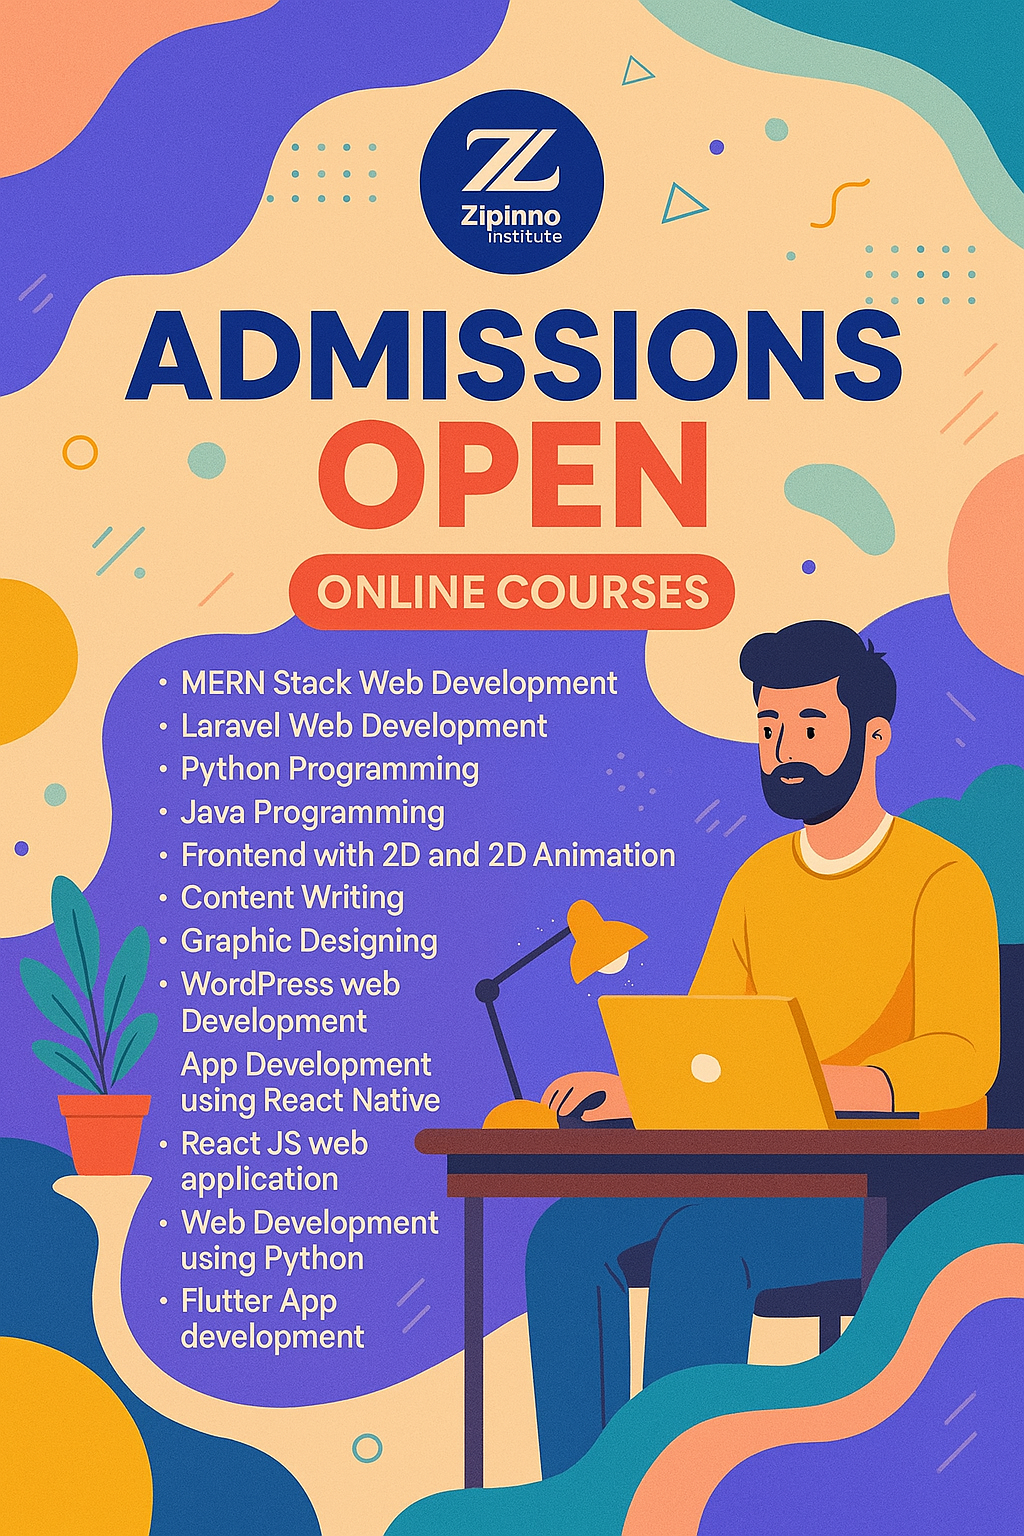 Zipinno
institute
ADMISSIONS
OPEN
ONLINE COURSES
• MERN Stack Web Development
• Laravel Web Development
• Python Programming
• Java Programming
• Frontend with 2D and 2D Animation
• Content Writing
• Graphic Designing
• WordPress web
Development
App Development
using React Native
• React JS web
application
• Web Development
using Python
• Flutter App
development